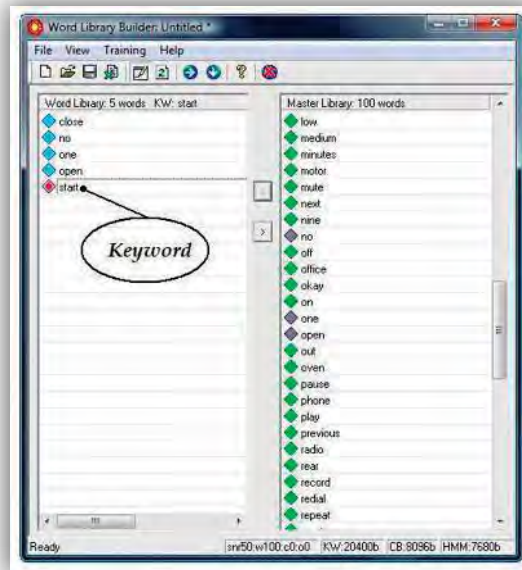 Word Library Builder: Untitled *
File View Training Help
Word Library: 5 words KW: start
close
no
one
open
start
Keyword
Master Library: 100 words
low
medium
minutes
motor
mute
next
nine
no
off
office
okay
on
one
open
out
oven
pause
phone
play
previous
radio
rear
record
redial
repeat
Ready
snr50:w100:c0:o0 KW:20400b CB:8096b HMM:7680b